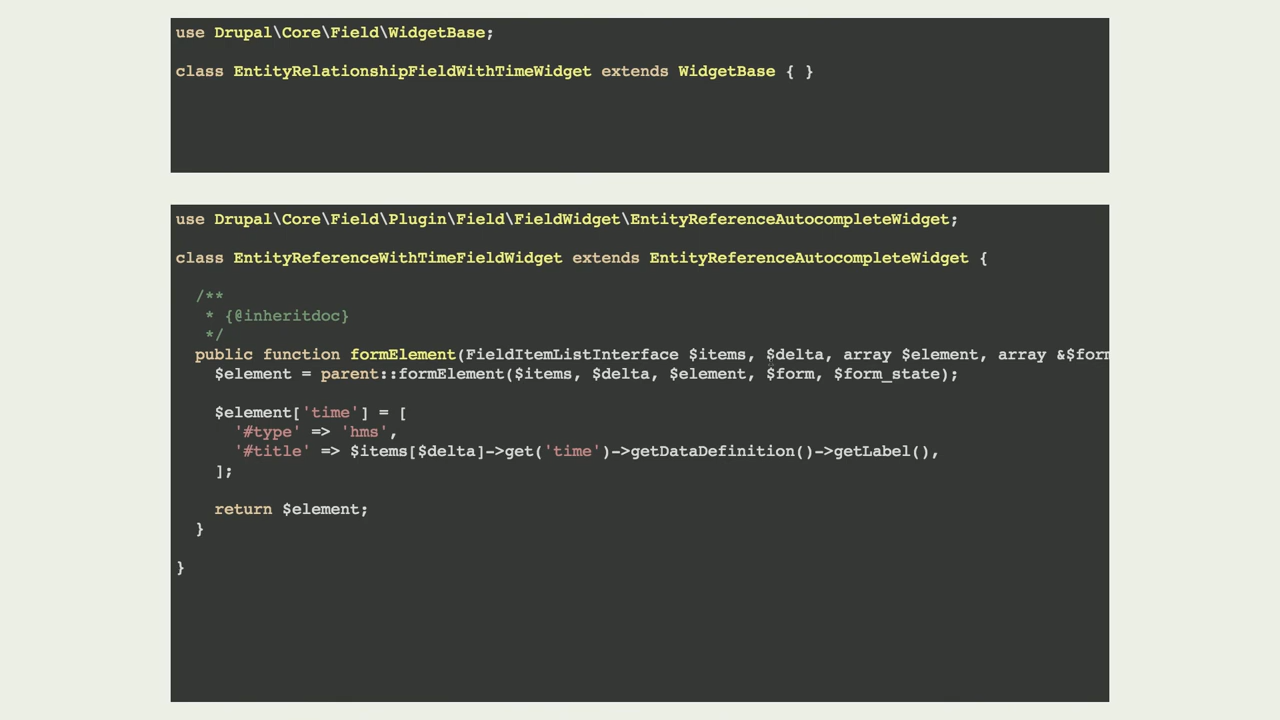 use Drupal\Core\Field\WidgetBase;
class EntityRelationshipFieldWithTimeWidget extends WidgetBase { }
use Drupal\Core\Field\Plugin\Field\FieldWidget\EntityReferenceAutocompleteWidget;
class EntityReferenceWithTimeFieldWidget extends EntityReferenceAutocompleteWidget {
/**
* {@inheritdoc}
*/
public function formElement(FieldItemListInterface $items, $delta, array $element, array &$form
$element = parent::formElement($items, $delta, $element, $form, $form_state);
$element['time'] = [
'#type' => 'hms',
'#title' => $items[$delta]->get('time')->getDataDefinition()->getLabel(),
];
return $element;
}
}